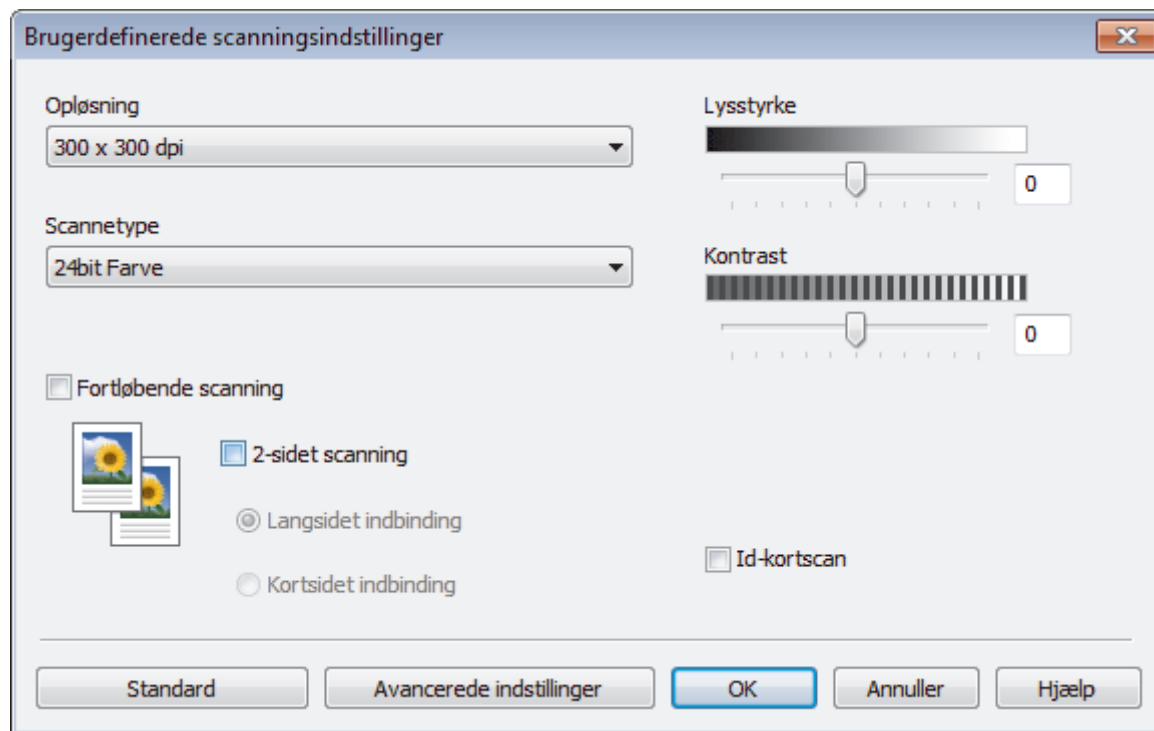 Brugerdefinerede scanningsindstillinger
Opløsning
300 x 300 dpi
Scannetype
24bit Farve
Lysstyrke
0
Kontrast
0
Fortløbende scanning
2-sidet scanning
Langsidet indbinding
Kortsidet indbinding
Id-kortscan
Standard
Avancerede indstillinger
OK
Annuller
Hjælp